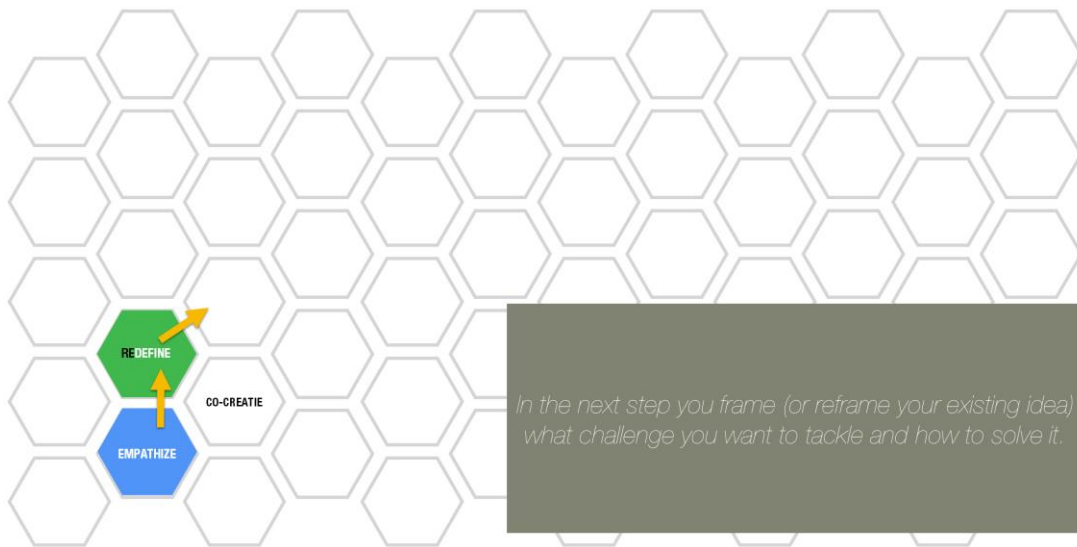 REDEFINE
CO-CREATIE
EMPATHIZE
In the next step you frame (or reframe your existing idea)
what challenge you want to tackle and how to solve it.